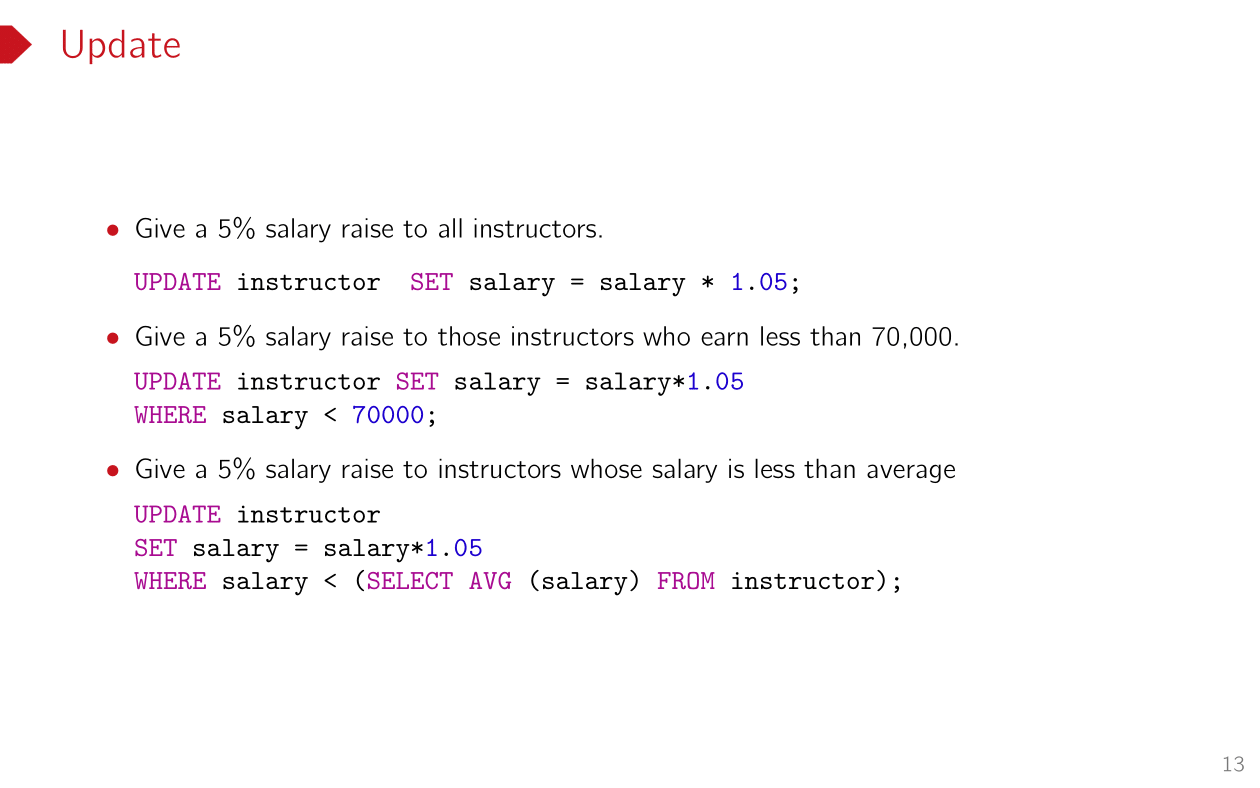 Update
• Give a 5% salary raise to all instructors.
UPDATE instructor  SET salary = salary * 1.05;
• Give a 5% salary raise to those instructors who earn less than 70,000.
UPDATE instructor SET salary = salary*1.05
WHERE salary < 70000;
• Give a 5% salary raise to instructors whose salary is less than average
UPDATE instructor
SET salary = salary*1.05
WHERE salary < (SELECT AVG (salary) FROM instructor);
13